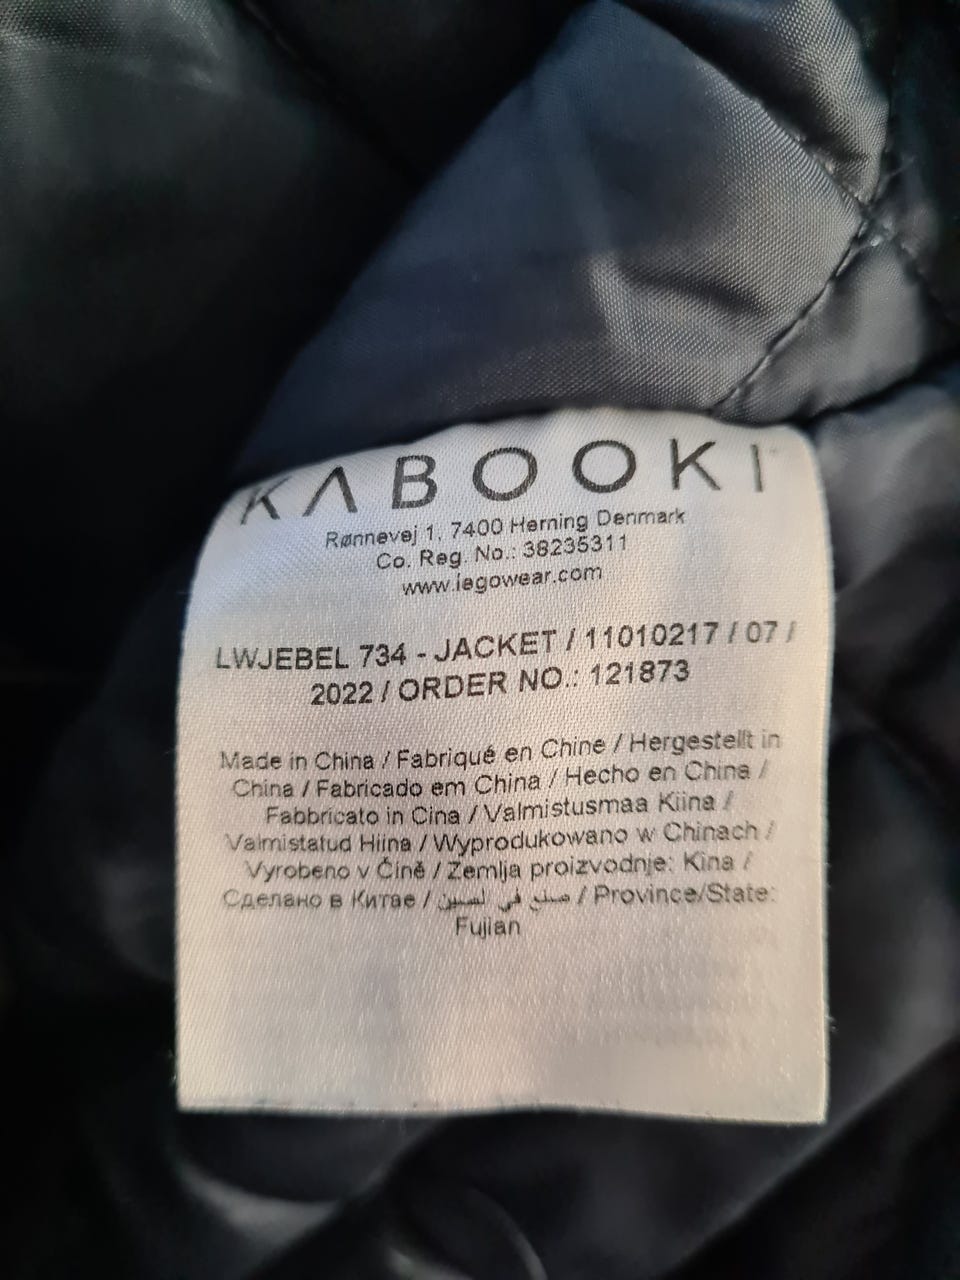 KABOOKI
Rønnevej 1, 7400 Herning Denmark
Co. Reg. No.: 38235311
www.legowear.com
LWJEBEL 734 - JACKET / 11010217 / 07 /
2022 / ORDER NO.: 121873
Made in China / Fabriqué en Chine / Hergestellt in
China / Fabricado em China / Hecho en China /
Fabbricato in Cina / Valmistusmaa Kiina /
Valmistatud Hiina / Wyprodukowano w Chinach /
Vyrobeno v Čině / Zemlja proizvodnje: Kina /
Сделано в Китае / صنع في لسين / Province/State:
Fujian